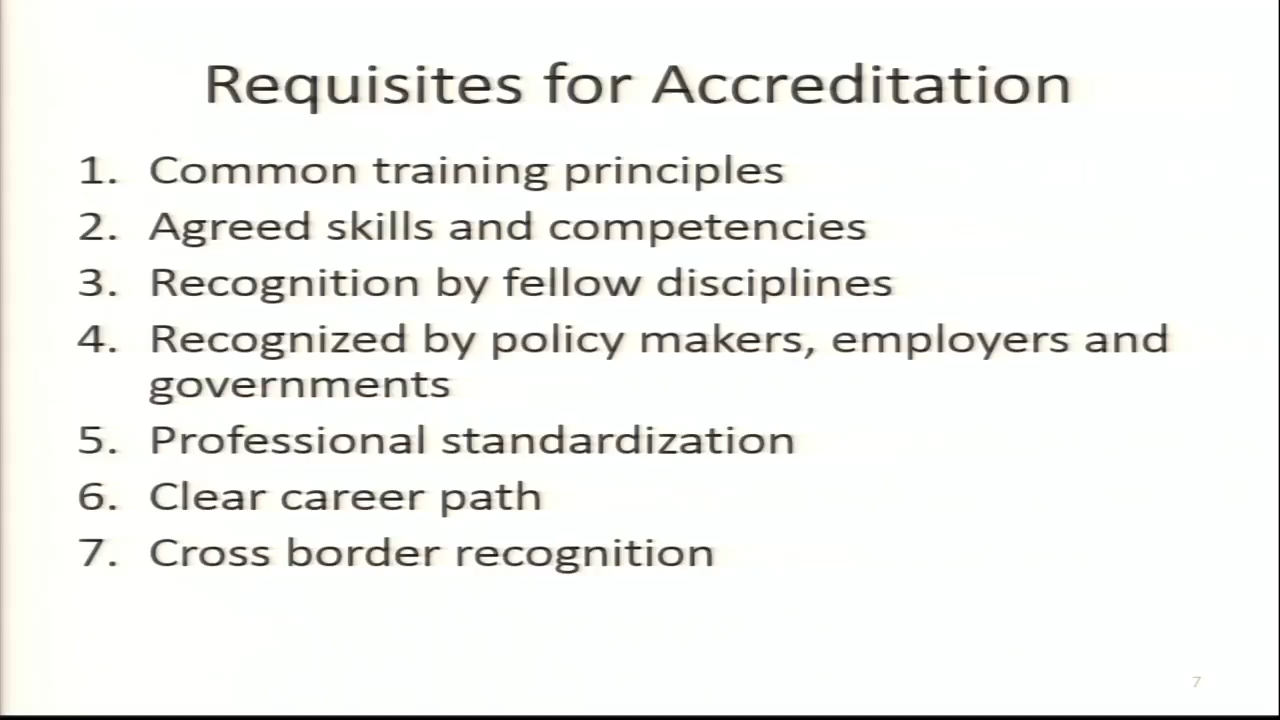 Requisites for Accreditation
1. Common training principles
2. Agreed skills and competencies
3. Recognition by fellow disciplines
4. Recognized by policy makers, employers and
governments
5. Professional standardization
6. Clear career path
7. Cross border recognition
7